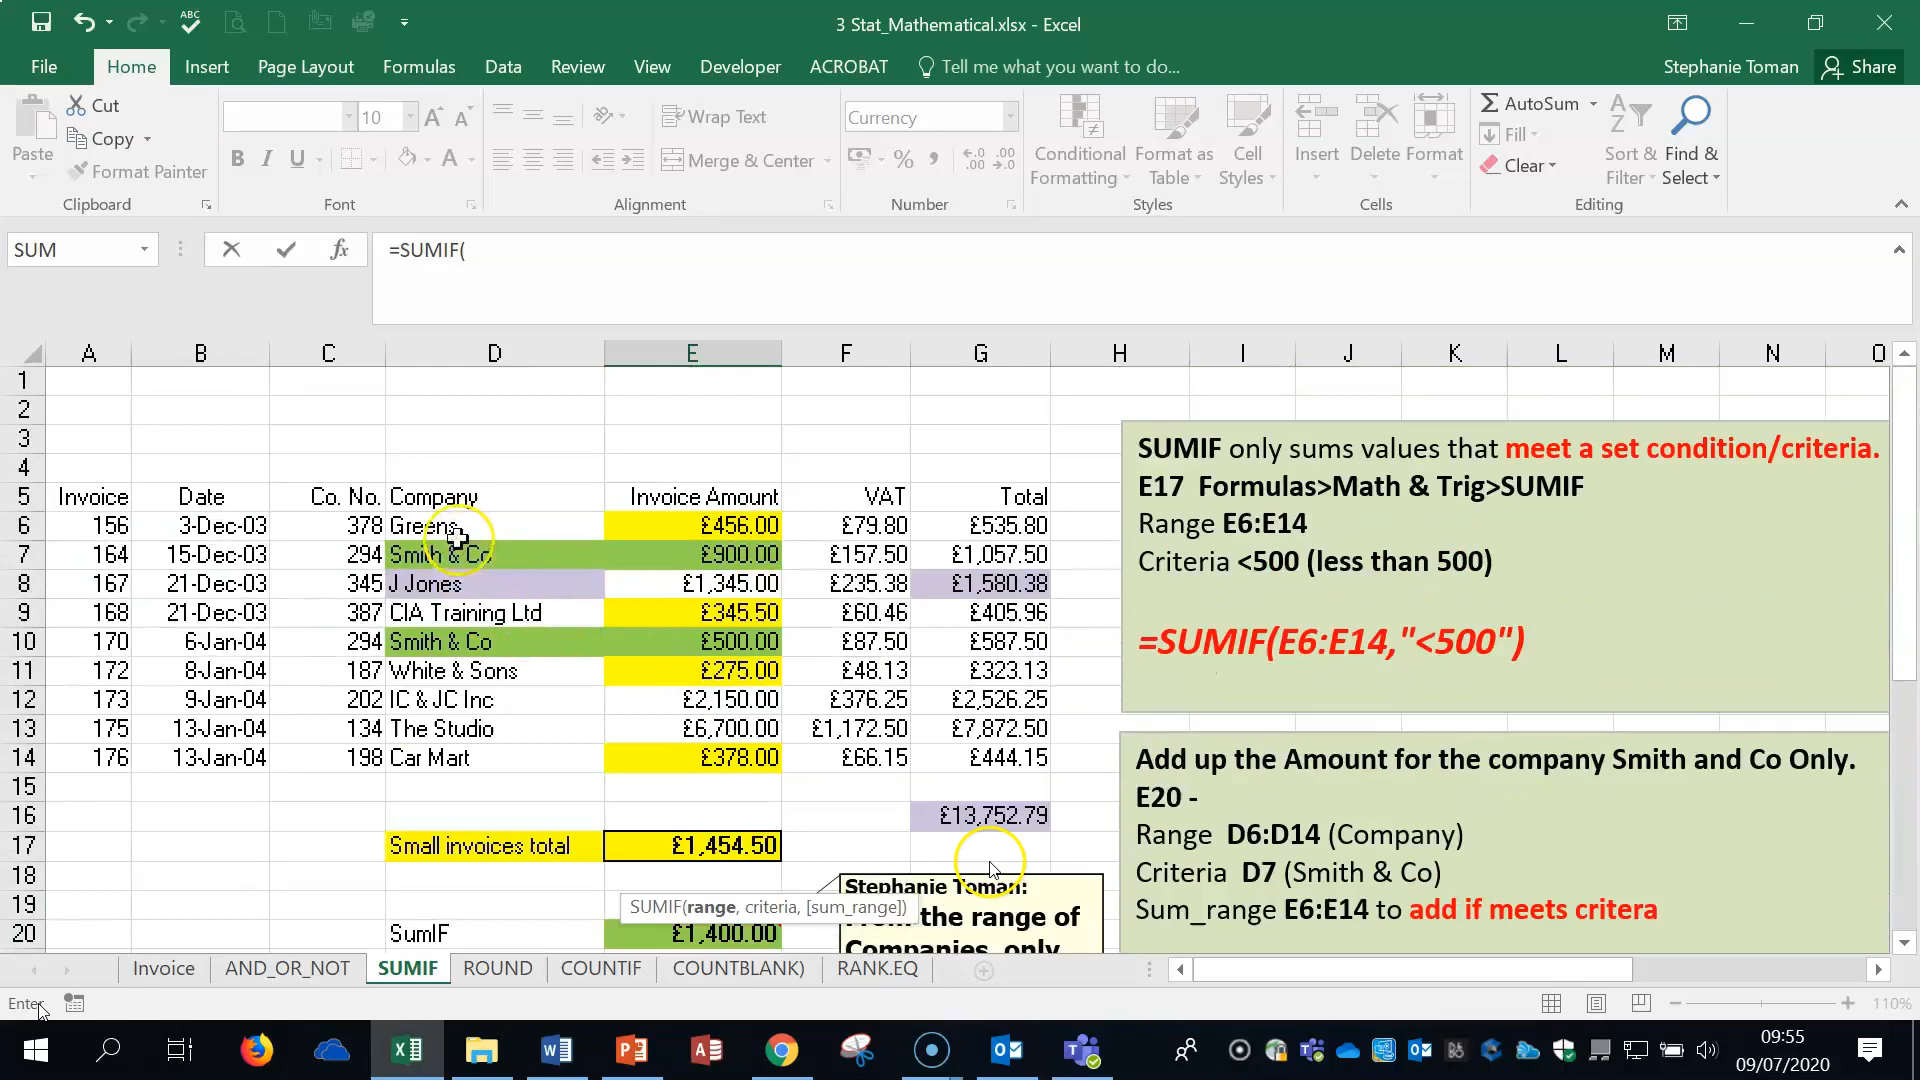 ABC
3 Stat_Mathematical.xlsx - Excel
File Home Insert Page Layout Formulas Data Review View Developer ACROBAT Tell me what you want to do... Stephanie Toman Share
Cut
Copy
Format Painter
Paste
10
Wrap Text
Merge & Center
Currency
Conditional Formatting
Format as Table
Cell Styles
Insert Delete Format
AutoSum
Fill
Clear
Sort & Filter
Find & Select
Clipboard Font Alignment Number Styles Cells Editing
SUM fx =SUMIF(
A B C D E F G H I J K L M N O
1
2
3
4
5 Invoice Date Co. No. Company Invoice Amount VAT Total
6 156 3-Dec-03 378 Greens £456.00 £79.80 £535.80
7 164 15-Dec-03 294 Smith & Co £900.00 £157.50 £1,057.50
8 167 21-Dec-03 345 J Jones £1,345.00 £235.38 £1,580.38
9 168 21-Dec-03 387 CIA Training Ltd £345.50 £60.46 £405.96
10 170 6-Jan-04 294 Smith & Co £500.00 £87.50 £587.50
11 172 8-Jan-04 187 White & Sons £275.00 £48.13 £323.13
12 173 9-Jan-04 202 IC & JC Inc £2,150.00 £376.25 £2,526.25
13 175 13-Jan-04 134 The Studio £6,700.00 £1,172.50 £7,872.50
14 176 13-Jan-04 198 Car Mart £378.00 £66.15 £444.15
15
16 £13,752.79
17 Small invoices total £1,454.50
18
19
20 SumIF £1,400.00
SUMIF(range, criteria, [sum_range])
Stephanie Toman:
the range of
Companies, only
SUMIF only sums values that meet a set condition/criteria.
E17 Formulas>Math & Trig>SUMIF
Range E6:E14
Criteria <500 (less than 500)
=SUMIF(E6:E14,"<500")
Add up the Amount for the company Smith and Co Only.
E20 -
Range D6:D14 (Company)
Criteria D7 (Smith & Co)
Sum_range E6:E14 to add if meets critera
Invoice AND_OR_NOT SUMIF ROUND COUNTIF COUNTBLANK) RANK.EQ
Enter
110%
09:55
09/07/2020